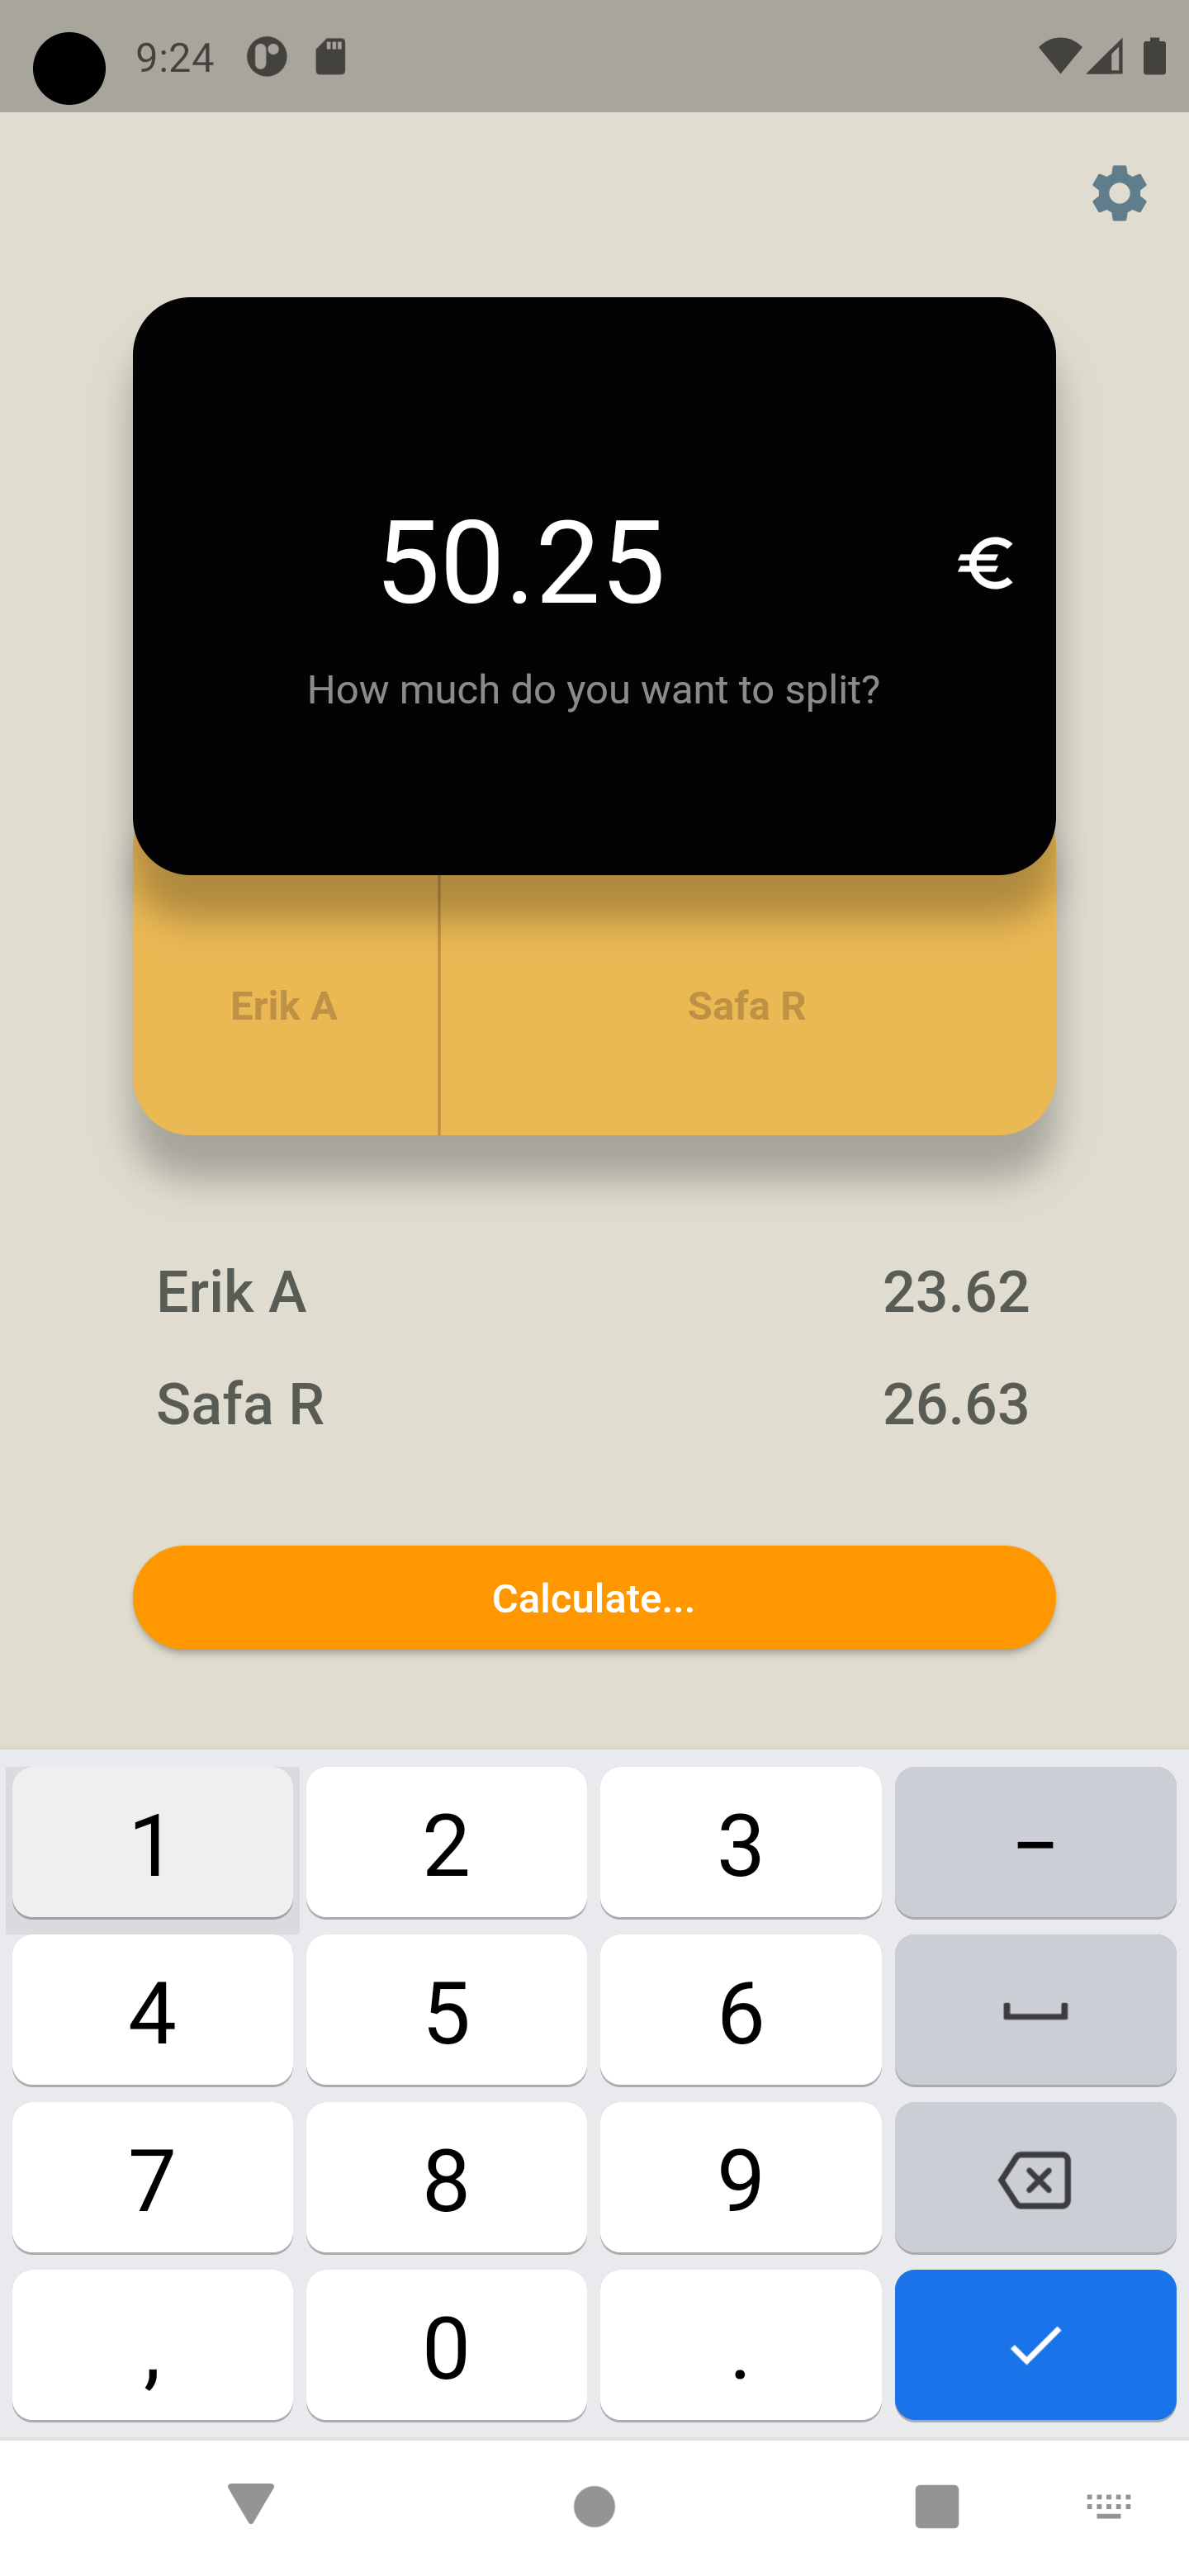 9:24
50.25 €
How much do you want to split?
Erik A Safa R
Erik A 23.62
Safa R 26.63
Calculate...
1 2 3 –
4 5 6
7 8 9
, 0 .